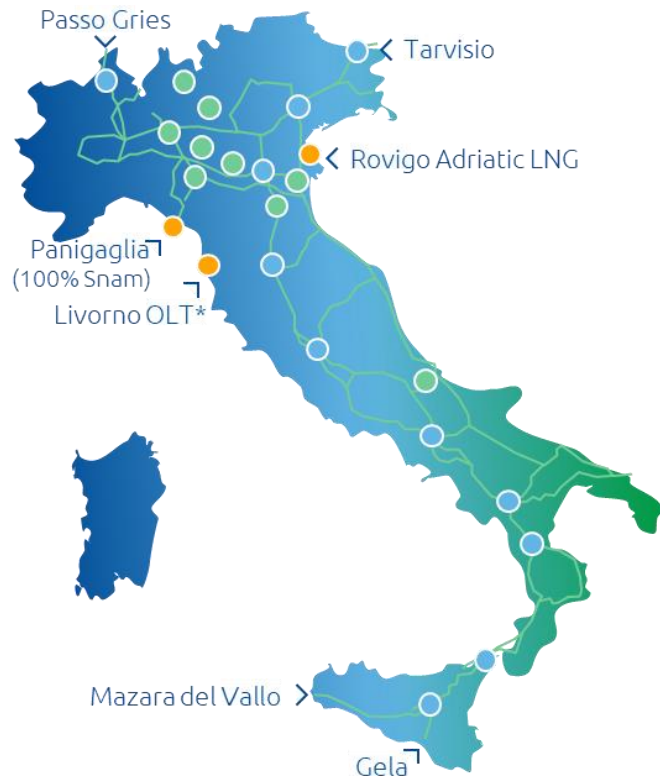 Passo Gries
Tarvisio
Rovigo Adriatic LNG
Panigaglia
(100% Snam)
Livorno OLT*
Mazara del Vallo
Gela